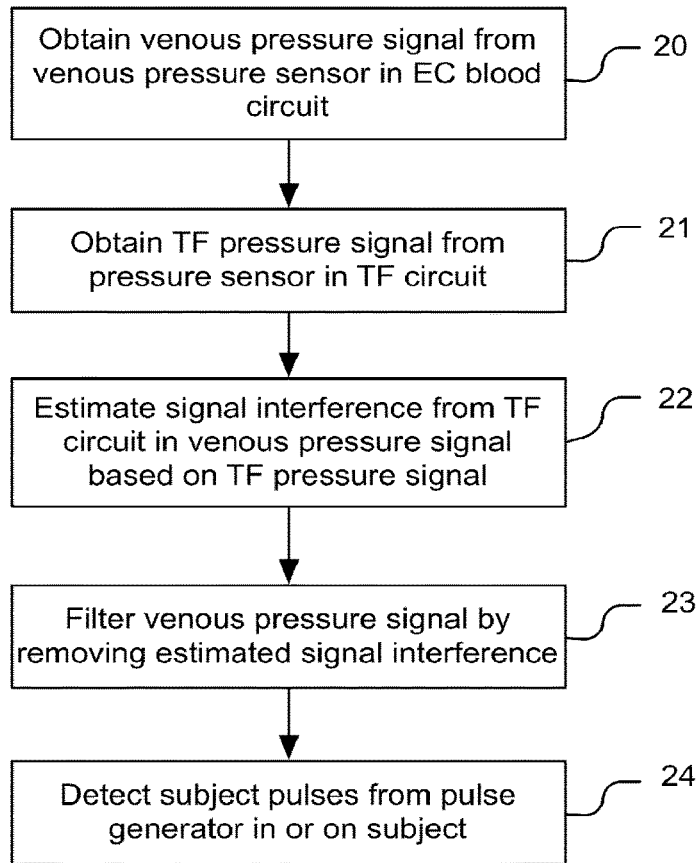 Obtain venous pressure signal from
venous pressure sensor in EC blood
circuit
20
Obtain TF pressure signal from
pressure sensor in TF circuit
21
Estimate signal interference from TF
circuit in venous pressure signal
based on TF pressure signal
22
Filter venous pressure signal by
removing estimated signal interference
23
Detect subject pulses from pulse
generator in or on subject
24